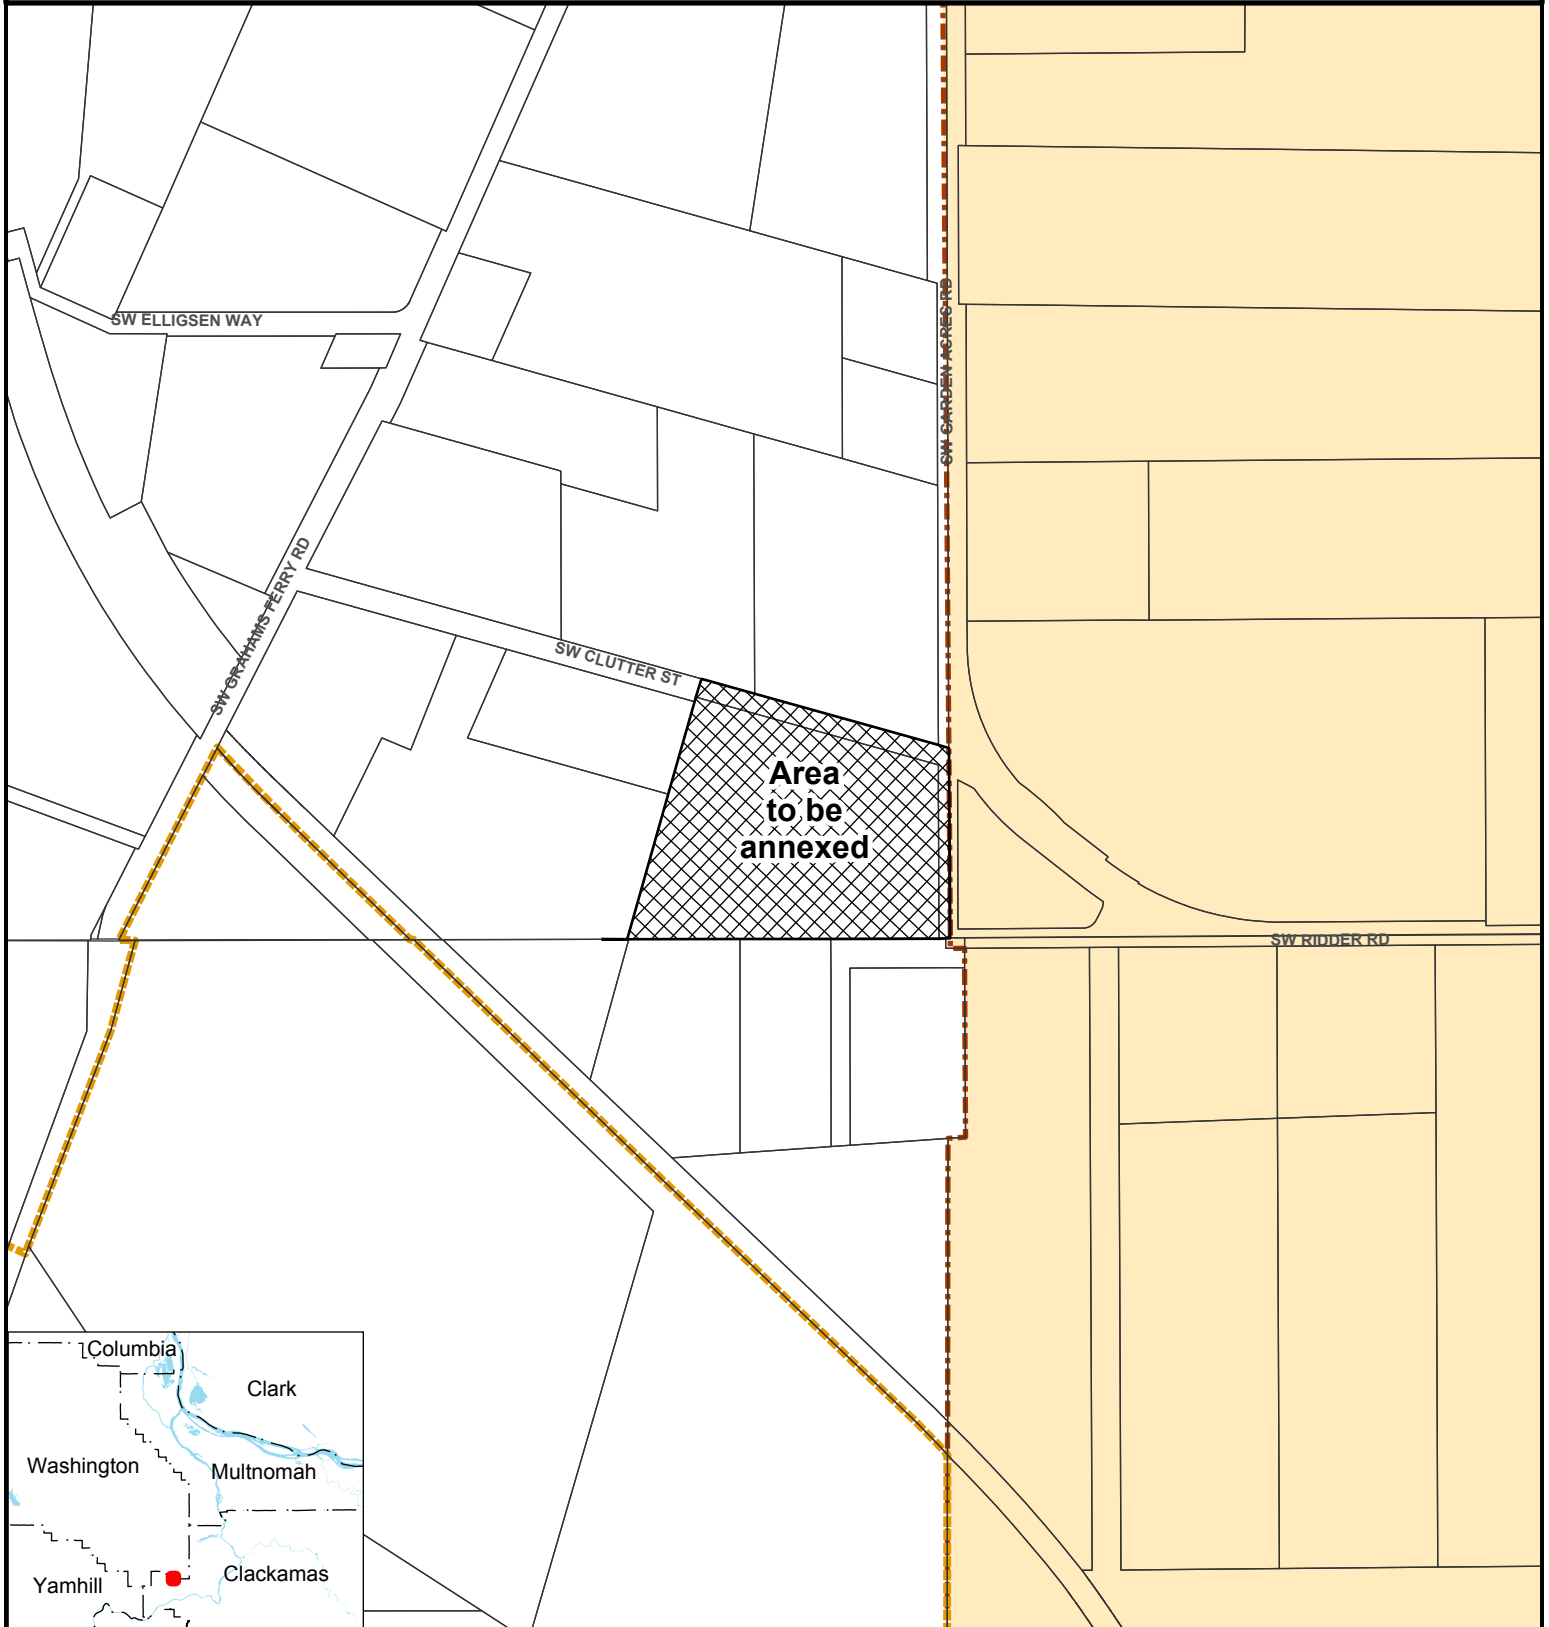 SW ELLIGSEN WAY
SW GARDEN ACRES RD
SW GRAHAMS FERRY RD
SW CLUTTER ST
Area
to be
annexed
SW RIDDER RD
Columbia
Clark
Washington
Multnomah
Yamhill
Clackamas